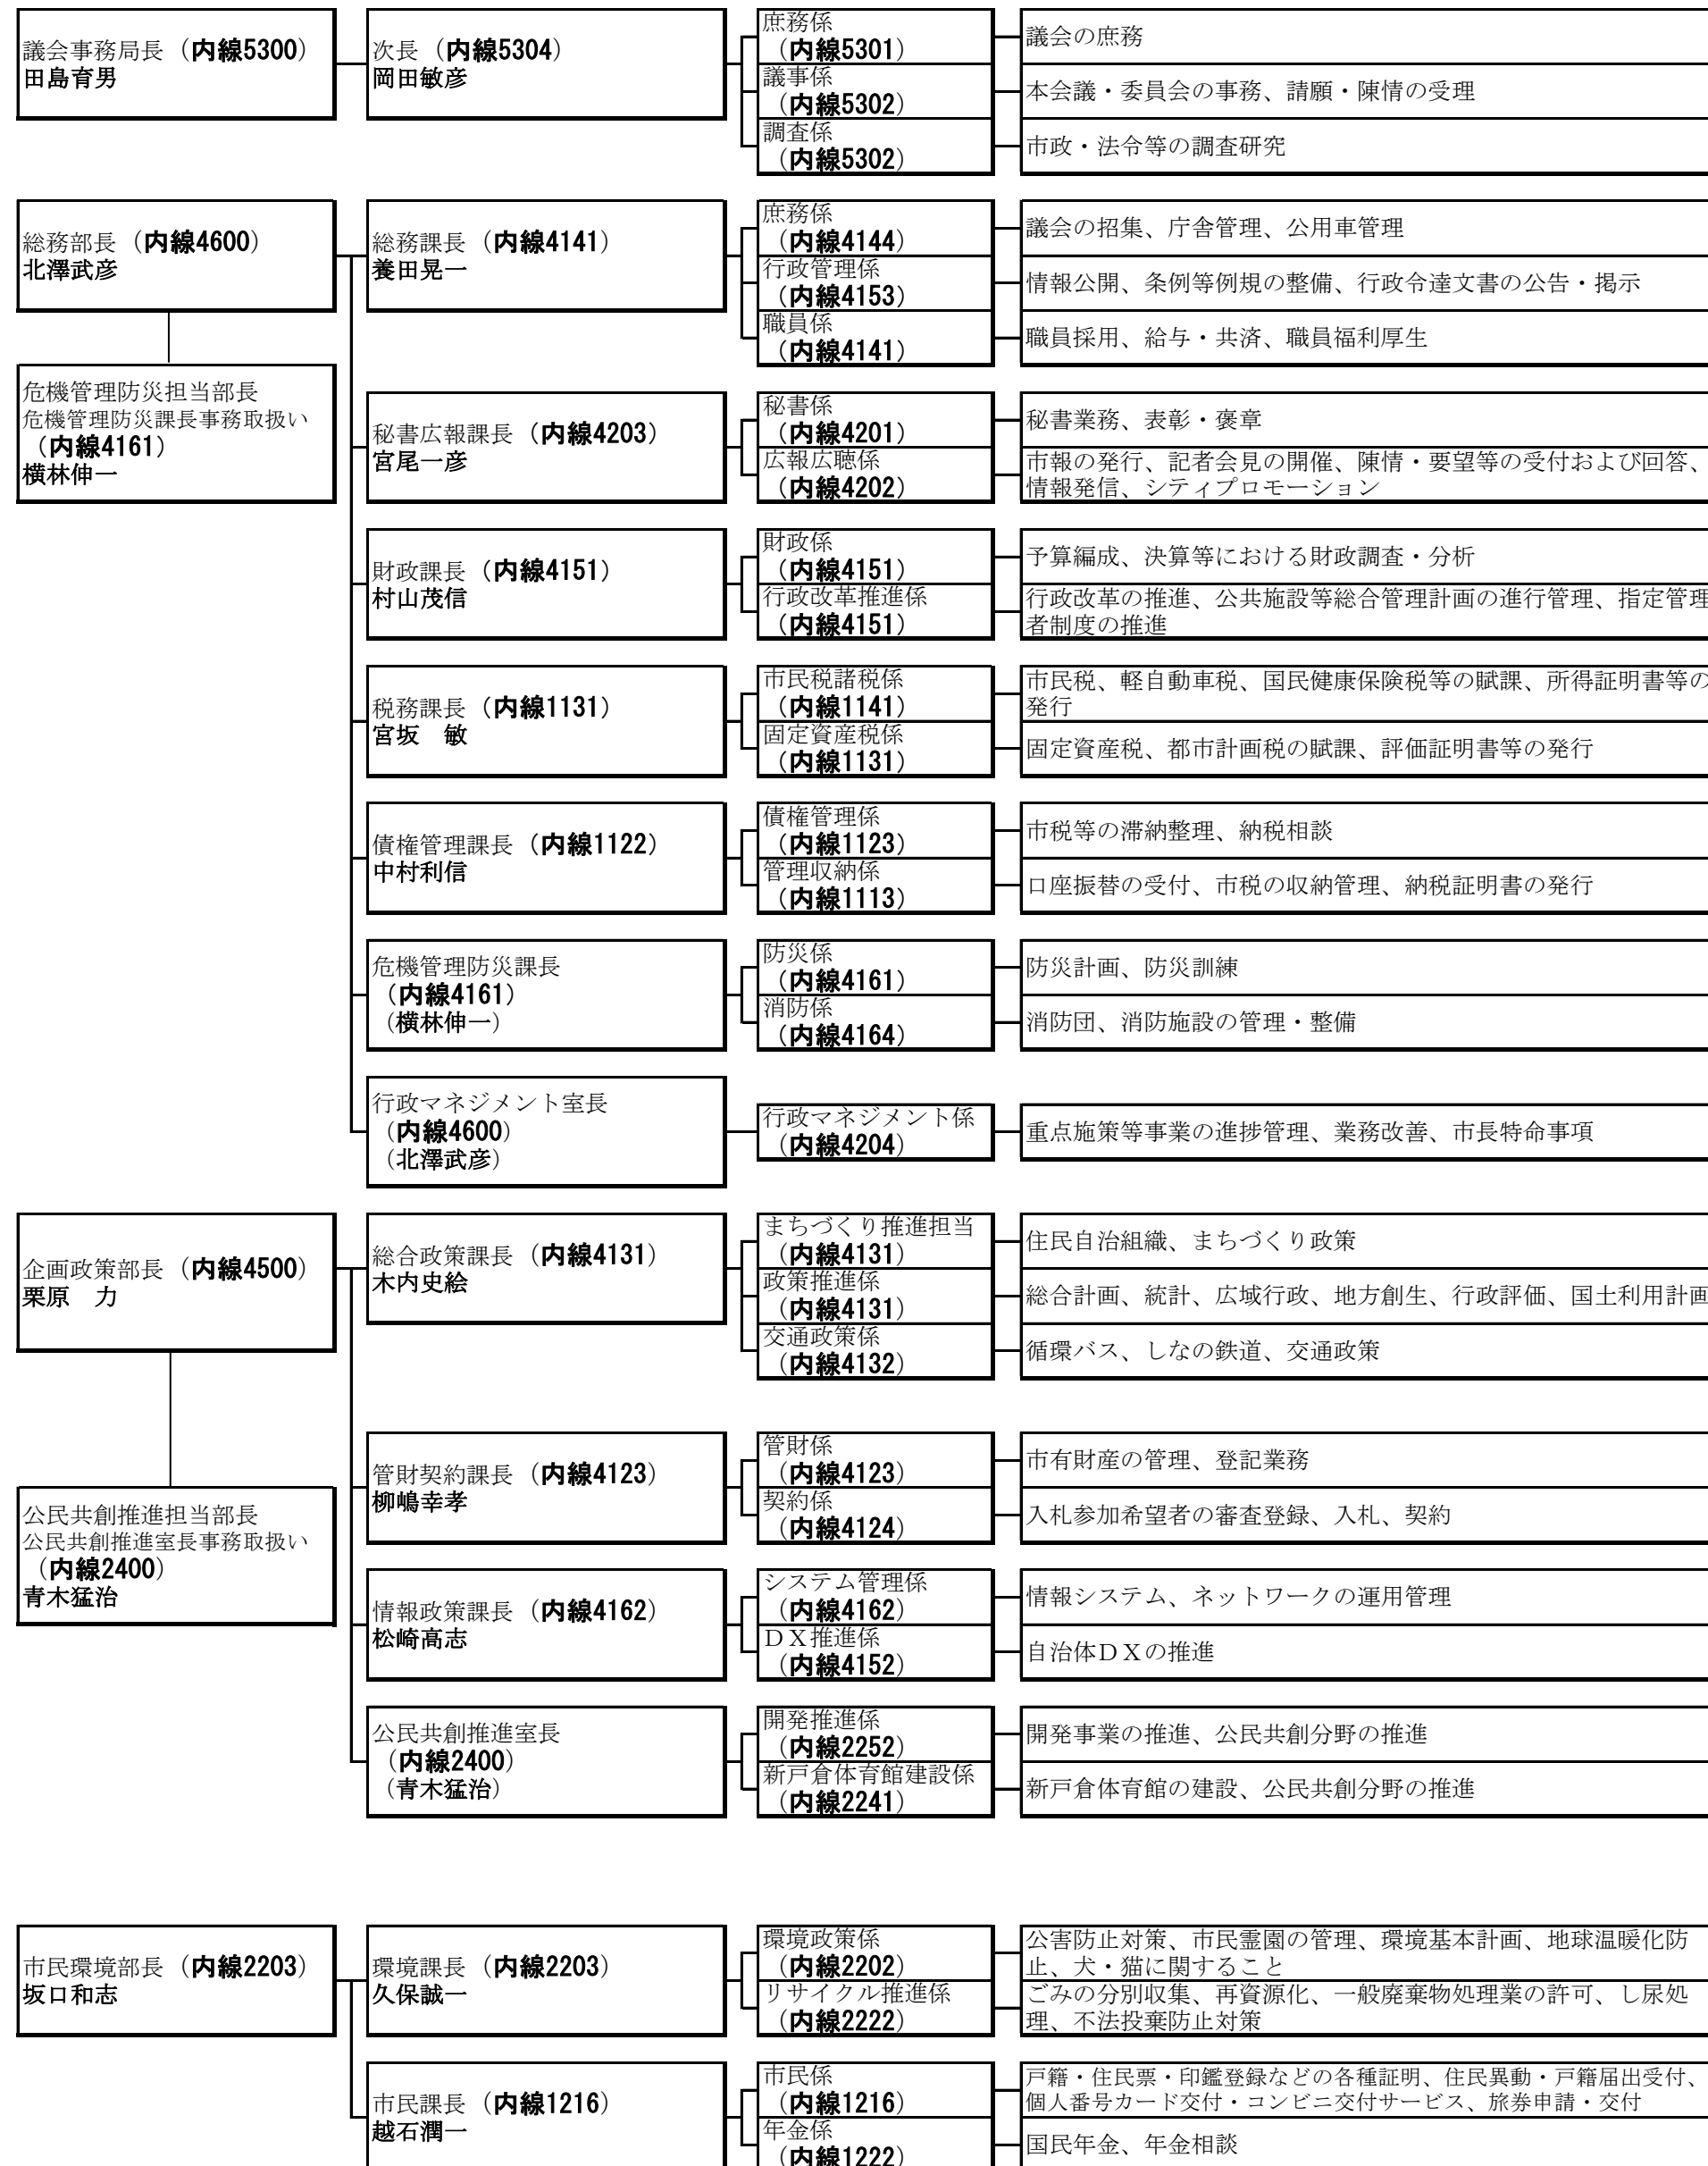 議会事務局長（内線5300）
田島育男
次長（内線5304）
岡田敏彦
庶務係
（内線5301）
議会の庶務
議事係
（内線5302）
本会議・委員会の事務、請願・陳情の受理
調査係
（内線5302）
市政・法令等の調査研究
総務部長（内線4600）
北澤武彦
総務課長（内線4141）
養田晃一
庶務係
（内線4144）
議会の招集、庁舎管理、公用車管理
行政管理係
（内線4153）
情報公開、条例等例規の整備、行政令達文書の公告・掲示
職員係
（内線4141）
職員採用、給与・共済、職員福利厚生
危機管理防災担当部長
危機管理防災課長事務取扱い
（内線4161）
横林伸一
秘書広報課長（内線4203）
宮尾一彦
秘書係
（内線4201）
秘書業務、表彰・褒章
広報広聴係
（内線4202）
市報の発行、記者会見の開催、陳情・要望等の受付および回答、
情報発信、シティプロモーション
財政課長（内線4151）
村山茂信
財政係
（内線4151）
予算編成、決算等における財政調査・分析
行政改革推進係
（内線4151）
行政改革の推進、公共施設等総合管理計画の進行管理、指定管理
者制度の推進
税務課長（内線1131）
宮坂　敏
市民税諸税係
（内線1141）
市民税、軽自動車税、国民健康保険税等の賦課、所得証明書等の
発行
固定資産税係
（内線1131）
固定資産税、都市計画税の賦課、評価証明書等の発行
債権管理課長（内線1122）
中村利信
債権管理係
（内線1123）
市税等の滞納整理、納税相談
管理収納係
（内線1113）
口座振替の受付、市税の収納管理、納税証明書の発行
危機管理防災課長
（内線4161）
（横林伸一）
防災係
（内線4161）
防災計画、防災訓練
消防係
（内線4164）
消防団、消防施設の管理・整備
行政マネジメント室長
（内線4600）
（北澤武彦）
行政マネジメント係
（内線4204）
重点施策等事業の進捗管理、業務改善、市長特命事項
企画政策部長（内線4500）
栗原　力
総合政策課長（内線4131）
木内史絵
まちづくり推進担当
（内線4131）
住民自治組織、まちづくり政策
政策推進係
（内線4131）
総合計画、統計、広域行政、地方創生、行政評価、国土利用計画
交通政策係
（内線4132）
循環バス、しなの鉄道、交通政策
公民共創推進担当部長
公民共創推進室長事務取扱い
（内線2400）
青木猛治
管財契約課長（内線4123）
柳嶋幸孝
管財係
（内線4123）
市有財産の管理、登記業務
契約係
（内線4124）
入札参加希望者の審査登録、入札、契約
情報政策課長（内線4162）
松崎高志
システム管理係
（内線4162）
情報システム、ネットワークの運用管理
ＤＸ推進係
（内線4152）
自治体ＤＸの推進
公民共創推進室長
（内線2400）
（青木猛治）
開発推進係
（内線2252）
開発事業の推進、公民共創分野の推進
新戸倉体育館建設係
（内線2241）
新戸倉体育館の建設、公民共創分野の推進
市民環境部長（内線2203）
坂口和志
環境課長（内線2203）
久保誠一
環境政策係
（内線2202）
公害防止対策、市民霊園の管理、環境基本計画、地球温暖化防
止、犬・猫に関すること
リサイクル推進係
（内線2222）
ごみの分別収集、再資源化、一般廃棄物処理業の許可、し尿処
理、不法投棄防止対策
市民課長（内線1216）
越石潤一
市民係
（内線1216）
戸籍・住民票・印鑑登録などの各種証明、住民異動・戸籍届出受付、
個人番号カード交付・コンビニ交付サービス、旅券申請・交付
年金係
（内線1222）
国民年金、年金相談